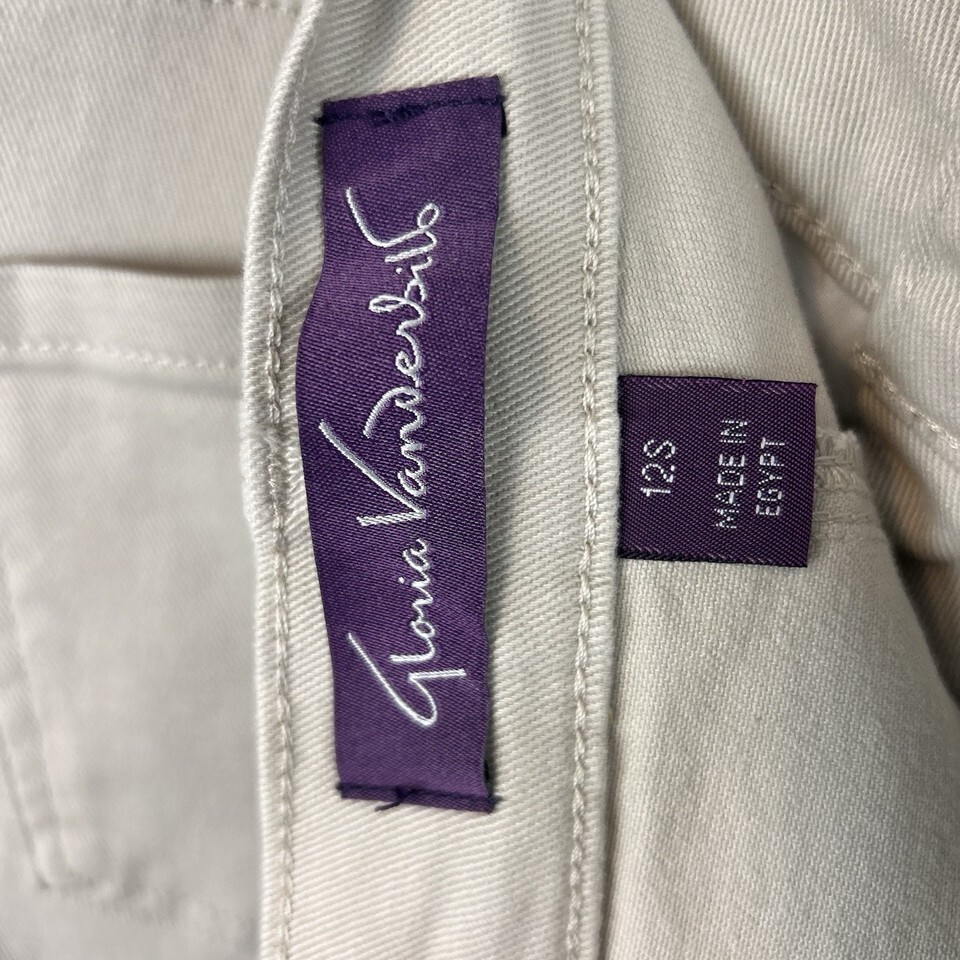 Gloria Vanderbilt
12S
MADE IN
EGYPT